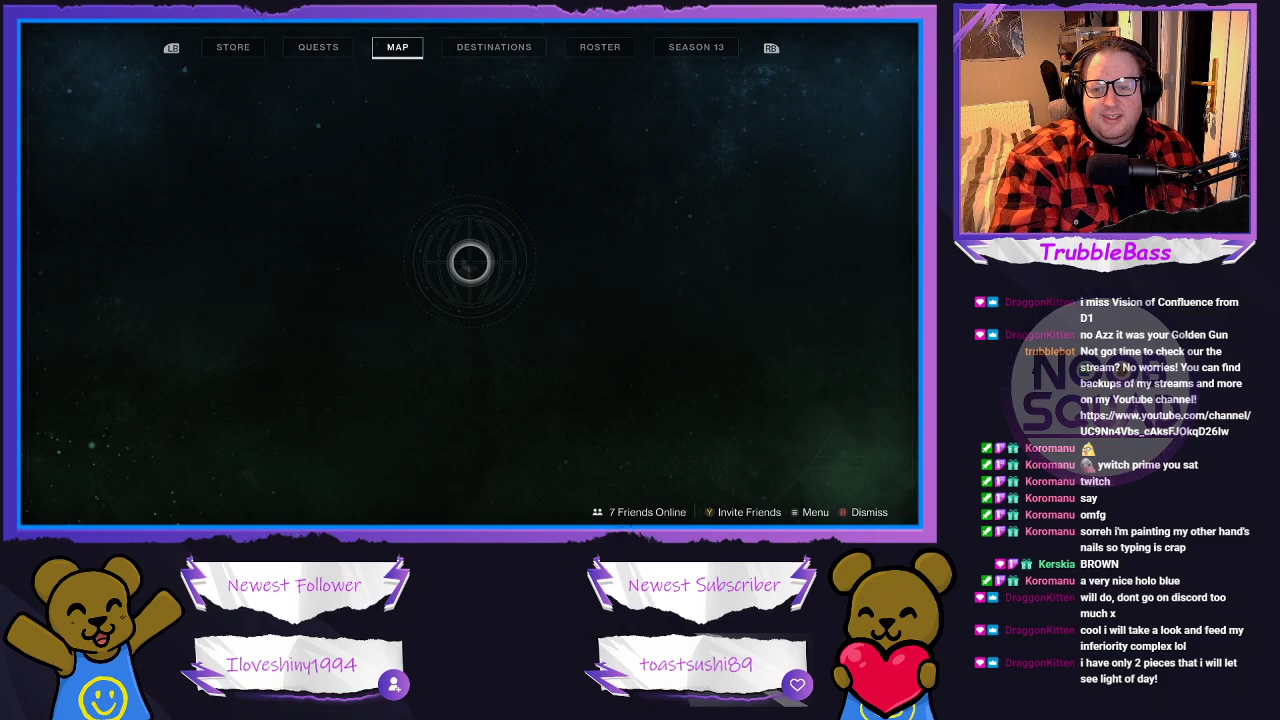 LB
STORE
QUESTS
MAP
DESTINATIONS
ROSTER
SEASON 13
RB
7 Friends Online
Y Invite Friends
Menu
B Dismiss
TrubbleBass
NOOB
SQUAD
DraggonKitten i miss Vision of Confluence from
D1
DraggonKitten no Azz it was your Golden Gun
trubblebot Not got time to check our the
stream? No worries! You can find
backups of my streams and more
on my Youtube channel!
https://www.youtube.com/channel/
UC9Nn4Vbs_cAksFJOkqD26Iw
Koromanu
Koromanu ywitch prime you sat
Koromanu twitch
Koromanu say
Koromanu omfg
Koromanu sorreh i'm painting my other hand's
nails so typing is crap
Kerskia BROWN
Koromanu a very nice holo blue
DraggonKitten will do, dont go on discord too
much x
DraggonKitten cool i will take a look and feed my
inferiority complex lol
DraggonKitten i have only 2 pieces that i will let
see light of day!
Newest Follower
Iloveshiny1994
Newest Subscriber
toastsushi89